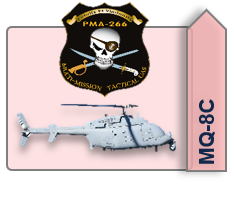 PMA-266
MULTI-MISSION TACTICAL UAS
MQ-8C